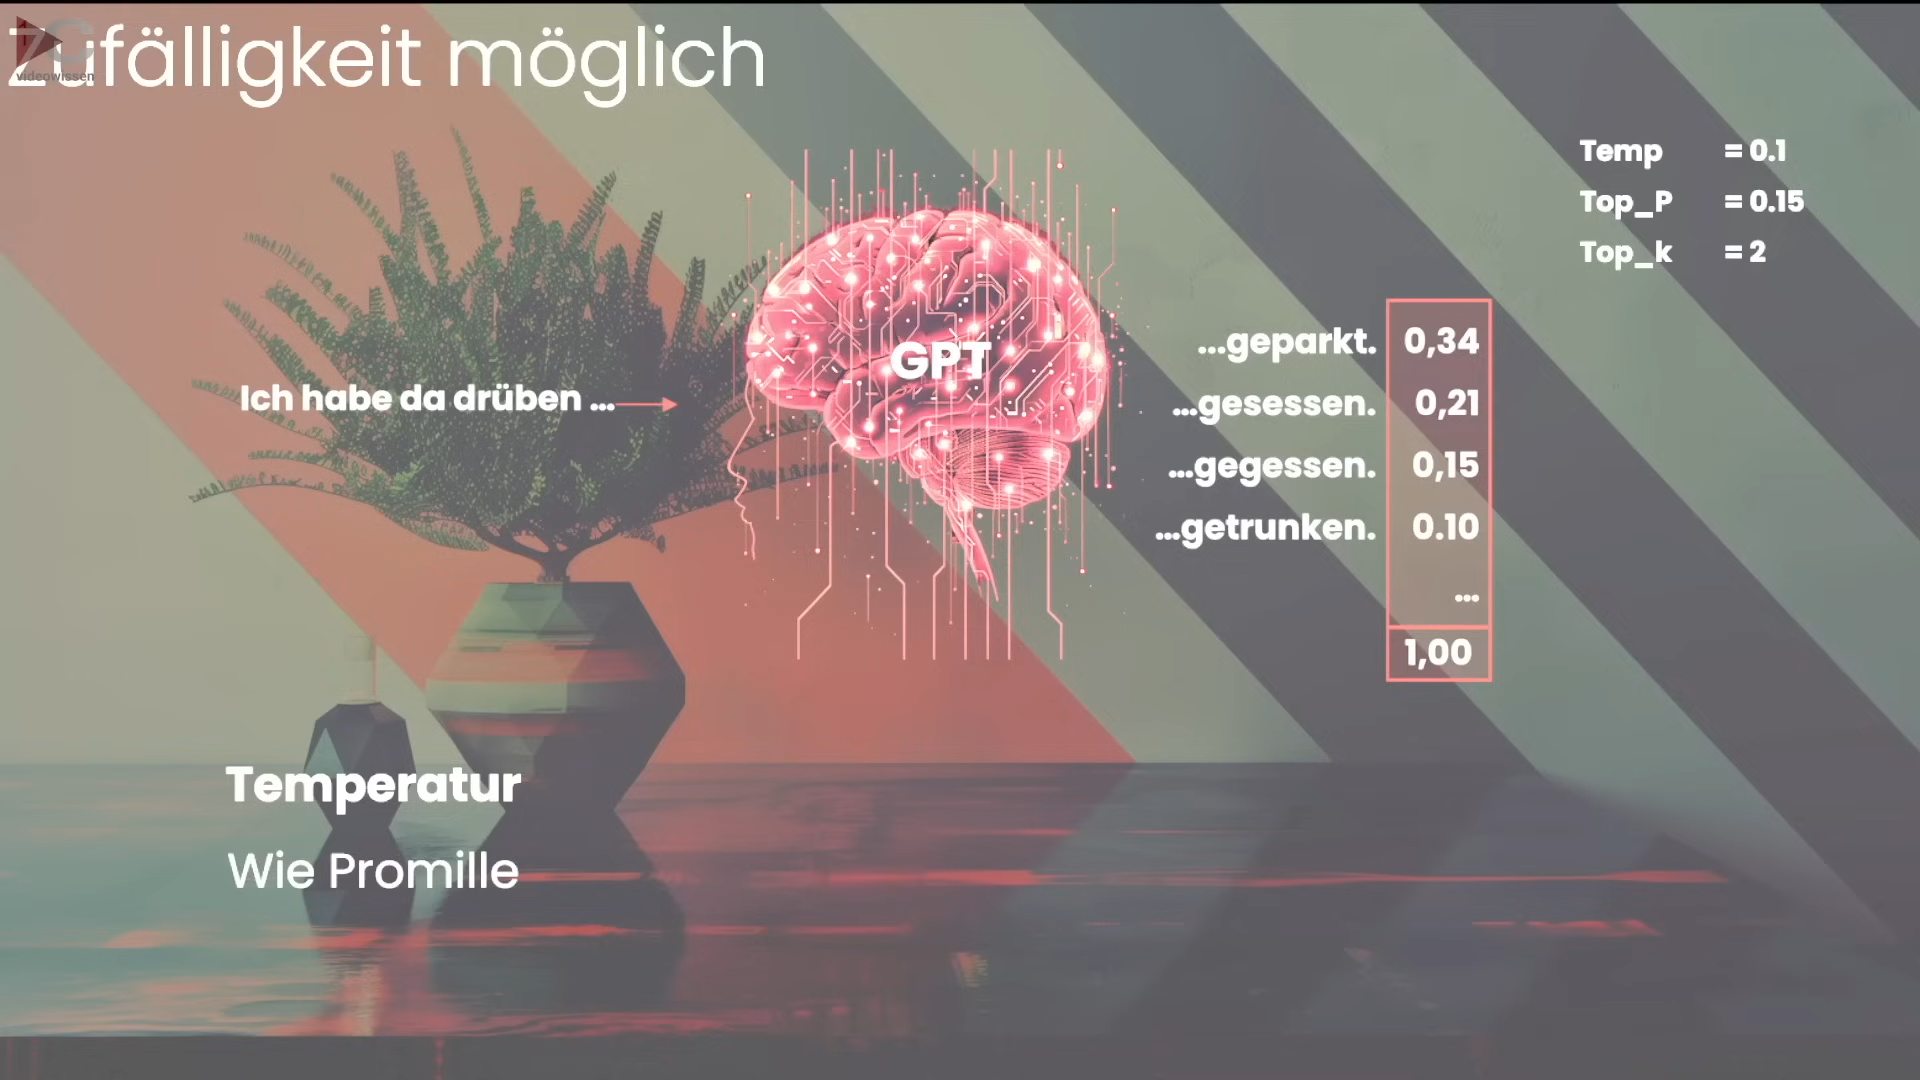 Zufälligkeit möglich
videowissen
Temp = 0.1
Top_P = 0.15
Top_k = 2
GPT
Ich habe da drüben ...
...geparkt. 0,34
...gesessen. 0,21
...gegessen. 0,15
...getrunken. 0.10
...
1,00
Temperatur
Wie Promille